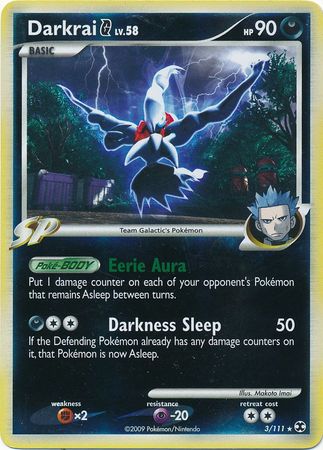 Darkrai G LV.58 HP 90
BASIC
SP
Team Galactic's Pokémon
Poké-BODY Eerie Aura
Put 1 damage counter on each of your opponent's Pokémon
that remains Asleep between turns.
Darkness Sleep 50
If the Defending Pokémon already has any damage counters on
it, that Pokémon is now Asleep.
Illus. Makoto Imai
weakness resistance retreat cost
×2 -20
©2009 Pokémon/Nintendo 3/111 ★